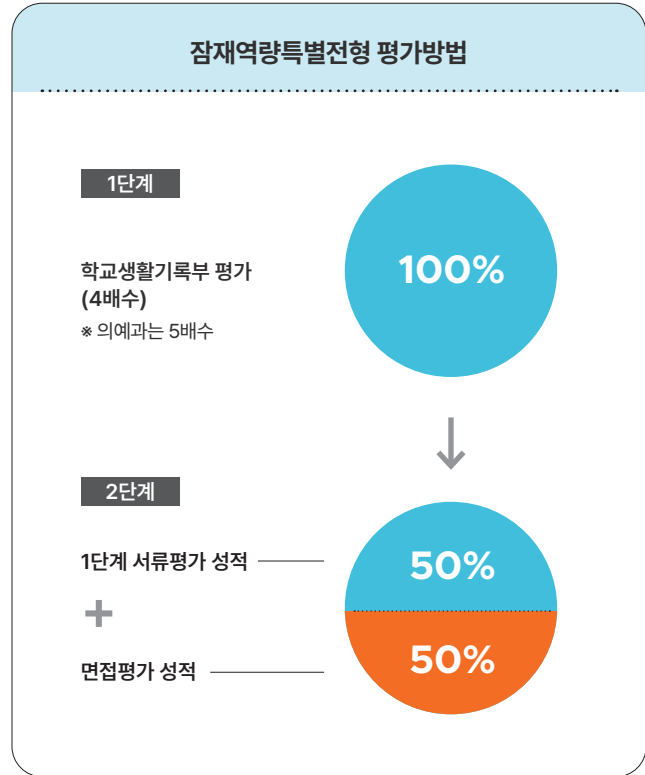 잠재역량특별전형 평가방법
1단계
학교생활기록부 평가
(4배수)
※ 의예과는 5배수
100%
2단계
1단계 서류평가 성적
50%
+
면접평가 성적
50%